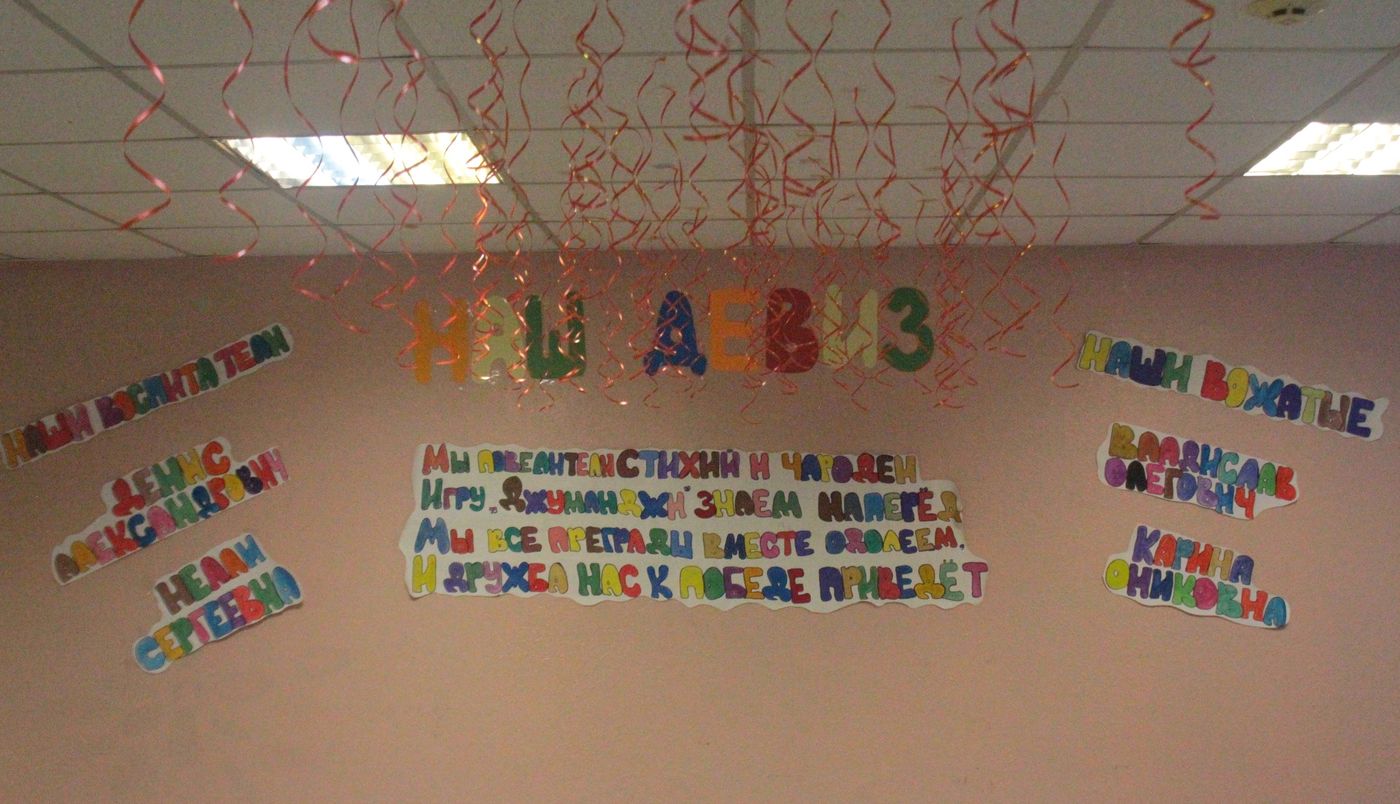 НАШ ДЕВИЗ
НАШИ ВОСПИТАТЕЛИ
ДЕНИС
АЛЕКСАНДРОВИЧ
НЕЛЛИ
СЕРГЕЕВНА
МЫ ПОВЕЛИТЕЛИ СТИХИЙ И ЧАРОДЕИ
ИГРУ "ДЖУМАНДЖИ" ЗНАЕМ НАПЕРЁД
МЫ ВСЕ ПРЕГРАДЫ ВМЕСТЕ ОДОЛЕЕМ,
И ДРУЖБА НАС К ПОБЕДЕ ПРИВЕДЁТ
НАШИ ВОЖАТЫЕ
ВЛАДИСЛАВ
ОЛЕГОВИЧ
КАРИНА
ОНИКОВНА